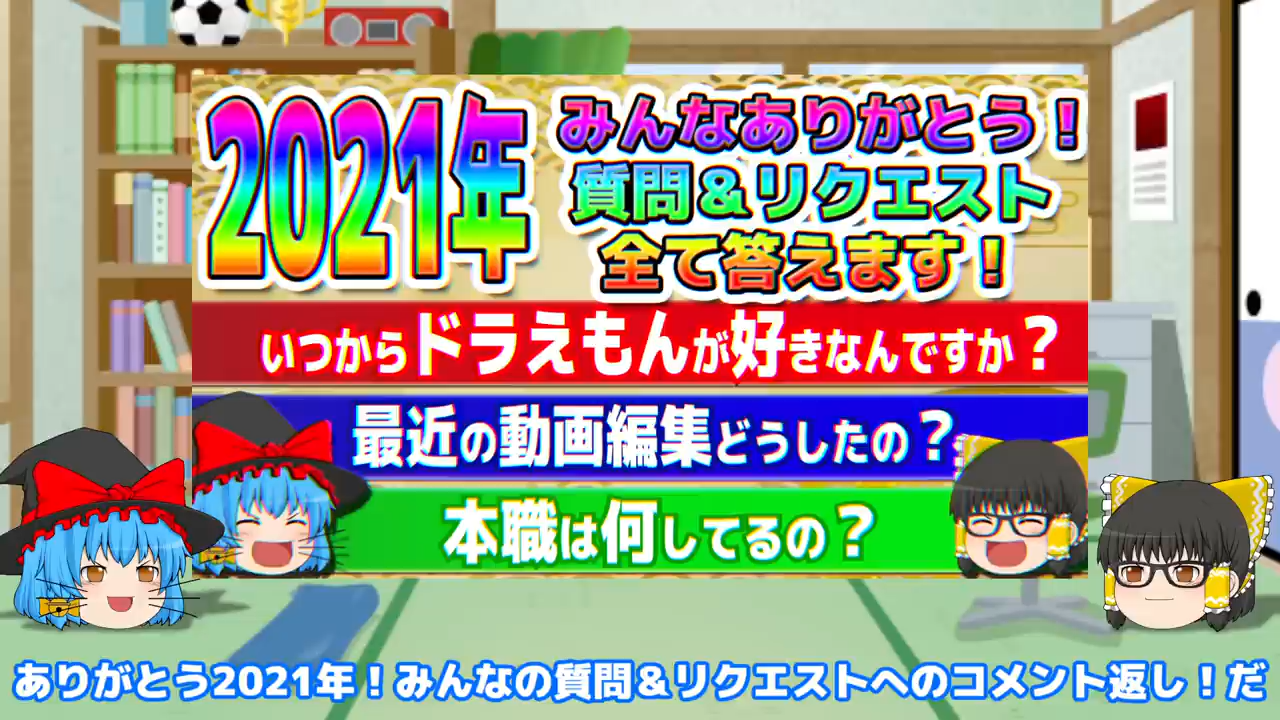 2021年
みんなありがとう！
質問＆リクエスト
全て答えます！
いつからドラえもんが好きなんですか？
最近の動画編集どうしたの？
本職は何してるの？
ありがとう2021年！みんなの質問＆リクエストへのコメント返し！だ